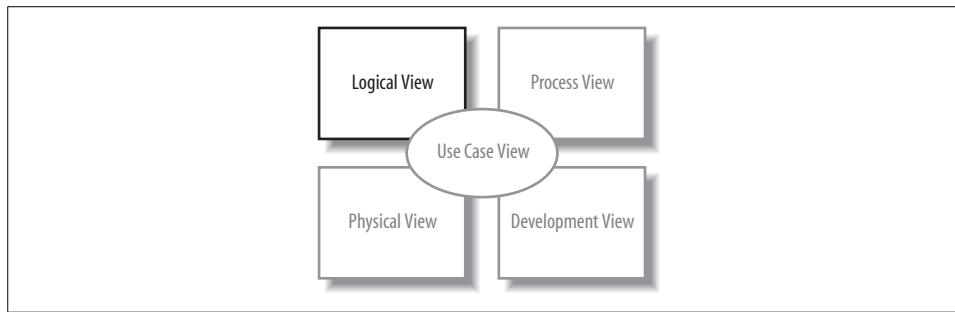 Logical View
Process View
Use Case View
Physical View
Development View